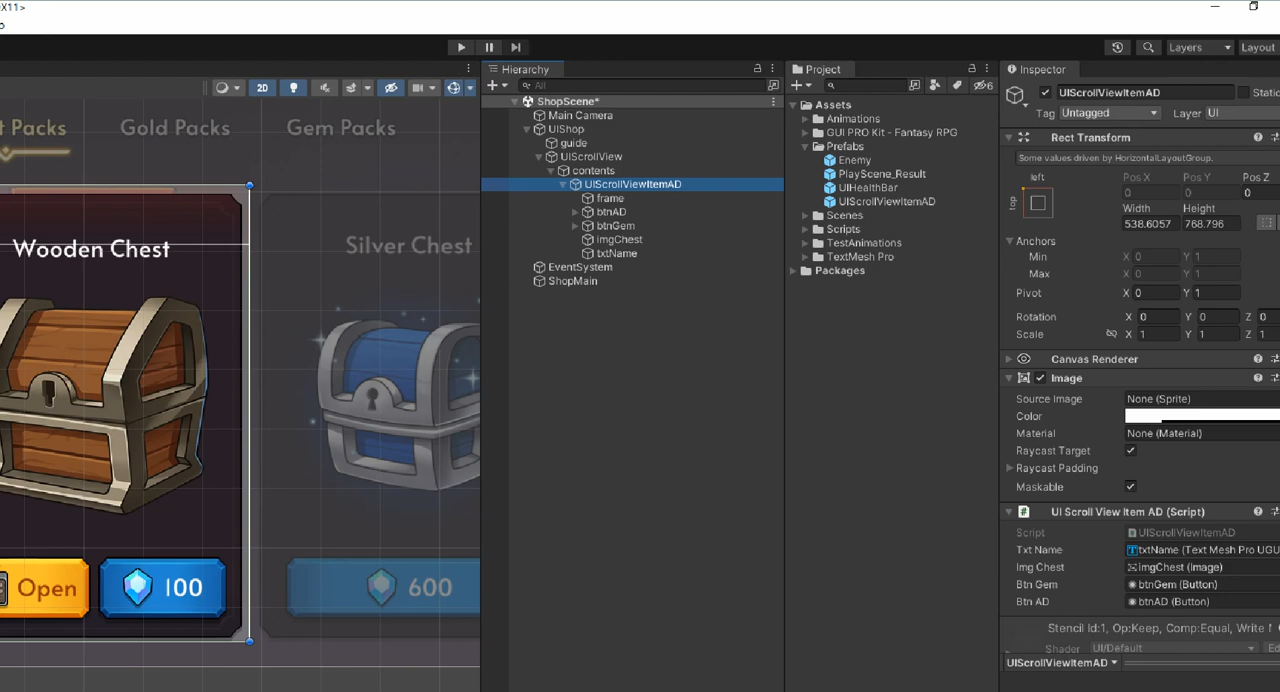 X11>
Layers
Layout
2D
Hierarchy
All
ShopScene*
Main Camera
UIShop
guide
UIScrollView
contents
UIScrollViewItemAD
frame
btnAD
btnGem
imgChest
txtName
EventSystem
ShopMain
Project
6
Assets
Animations
GUI PRO Kit - Fantasy RPG
Prefabs
Enemy
PlayScene_Result
UIHealthBar
UIScrollViewItemAD
Scenes
Scripts
TestAnimations
TextMesh Pro
Packages
Inspector
UIScrollViewItemAD
Static
Tag Untagged Layer UI
Rect Transform
Some values driven by HorizontalLayoutGroup.
left Pos X Pos Y Pos Z
top 0 0 0
Width Height
538.6057 768.796
Anchors
Min X 0 Y 1
Max X 0 Y 1
Pivot X 0 Y 1
Rotation X 0 Y 0 Z 0
Scale X 1 Y 1 Z 1
Canvas Renderer
Image
Source Image None (Sprite)
Color
Material None (Material)
Raycast Target
Raycast Padding
Maskable
UI Scroll View Item AD (Script)
Script UIScrollViewItemAD
Txt Name txtName (Text Mesh Pro UGU
Img Chest imgChest (Image)
Btn Gem btnGem (Button)
Btn AD btnAD (Button)
Stencil Id:1, Op:Keep, Comp:Equal, Write
Shader UI/Default Ed
UIScrollViewItemAD
t Packs Gold Packs Gem Packs
Wooden Chest
Silver Chest
Open 100
600